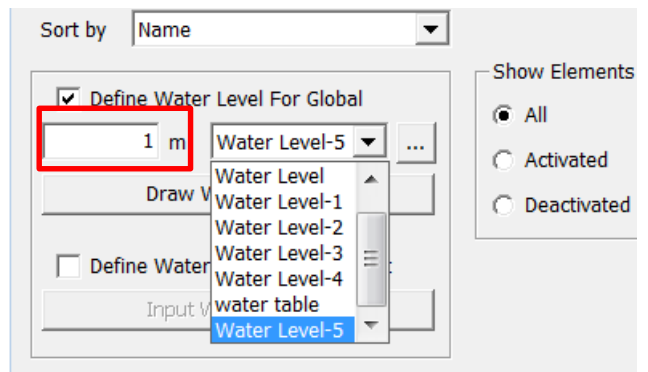 Sort by Name
Show Elements
Define Water Level For Global
All
1 m Water Level-5 ...
Activated
Water Level
Draw W
Water Level-1
Deactivated
Water Level-2
Water Level-3
Define Water
Water Level-4
water table
Input W
Water Level-5